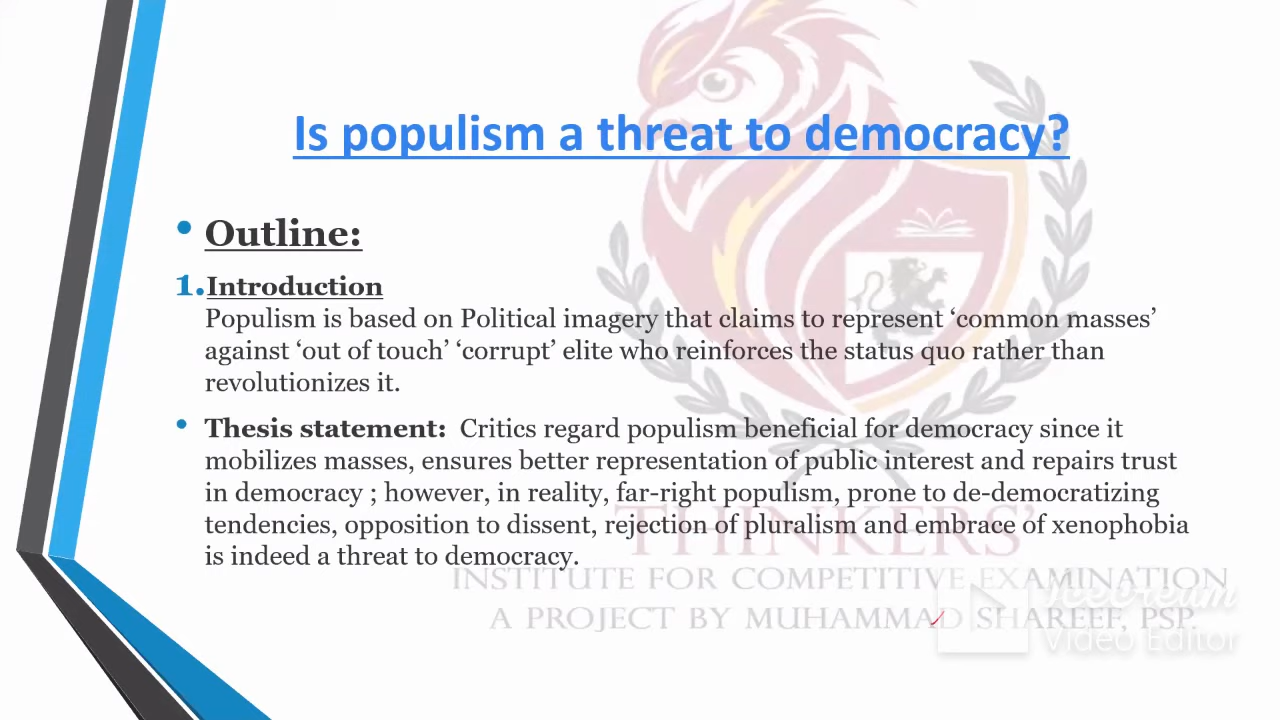 Is populism a threat to democracy?
• Outline:
1. Introduction
Populism is based on Political imagery that claims to represent ‘common masses’
against ‘out of touch’ ‘corrupt’ elite who reinforces the status quo rather than
revolutionizes it.
• Thesis statement: Critics regard populism beneficial for democracy since it
mobilizes masses, ensures better representation of public interest and repairs trust
in democracy ; however, in reality, far-right populism, prone to de-democratizing
tendencies, opposition to dissent, rejection of pluralism and embrace of xenophobia
is indeed a threat to democracy.
THINKERS’
INSTITUTE FOR COMPETITIVE EXAMINATION
A PROJECT BY MUHAMMAD SHAREEF, PSP.
Icecream
Video Editor